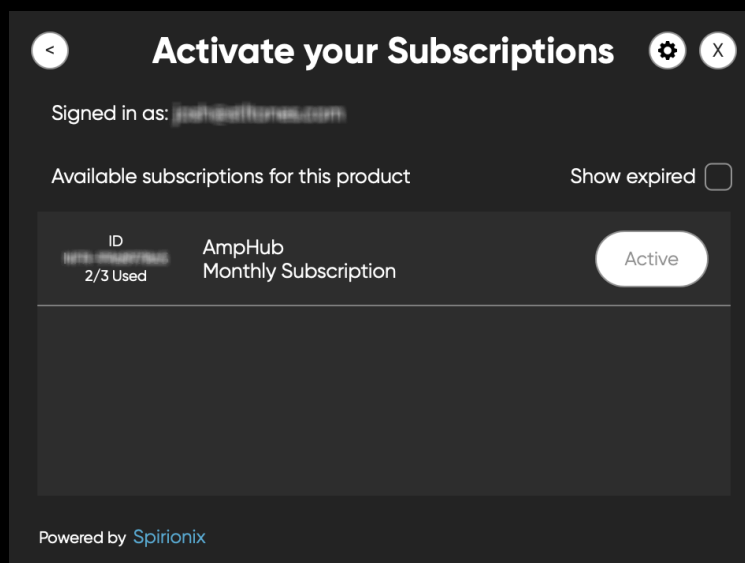 <
Activate your Subscriptions
X
Signed in as:
Available subscriptions for this product
Show expired
ID
2/3 Used
AmpHub
Monthly Subscription
Active
Powered by Spirionix